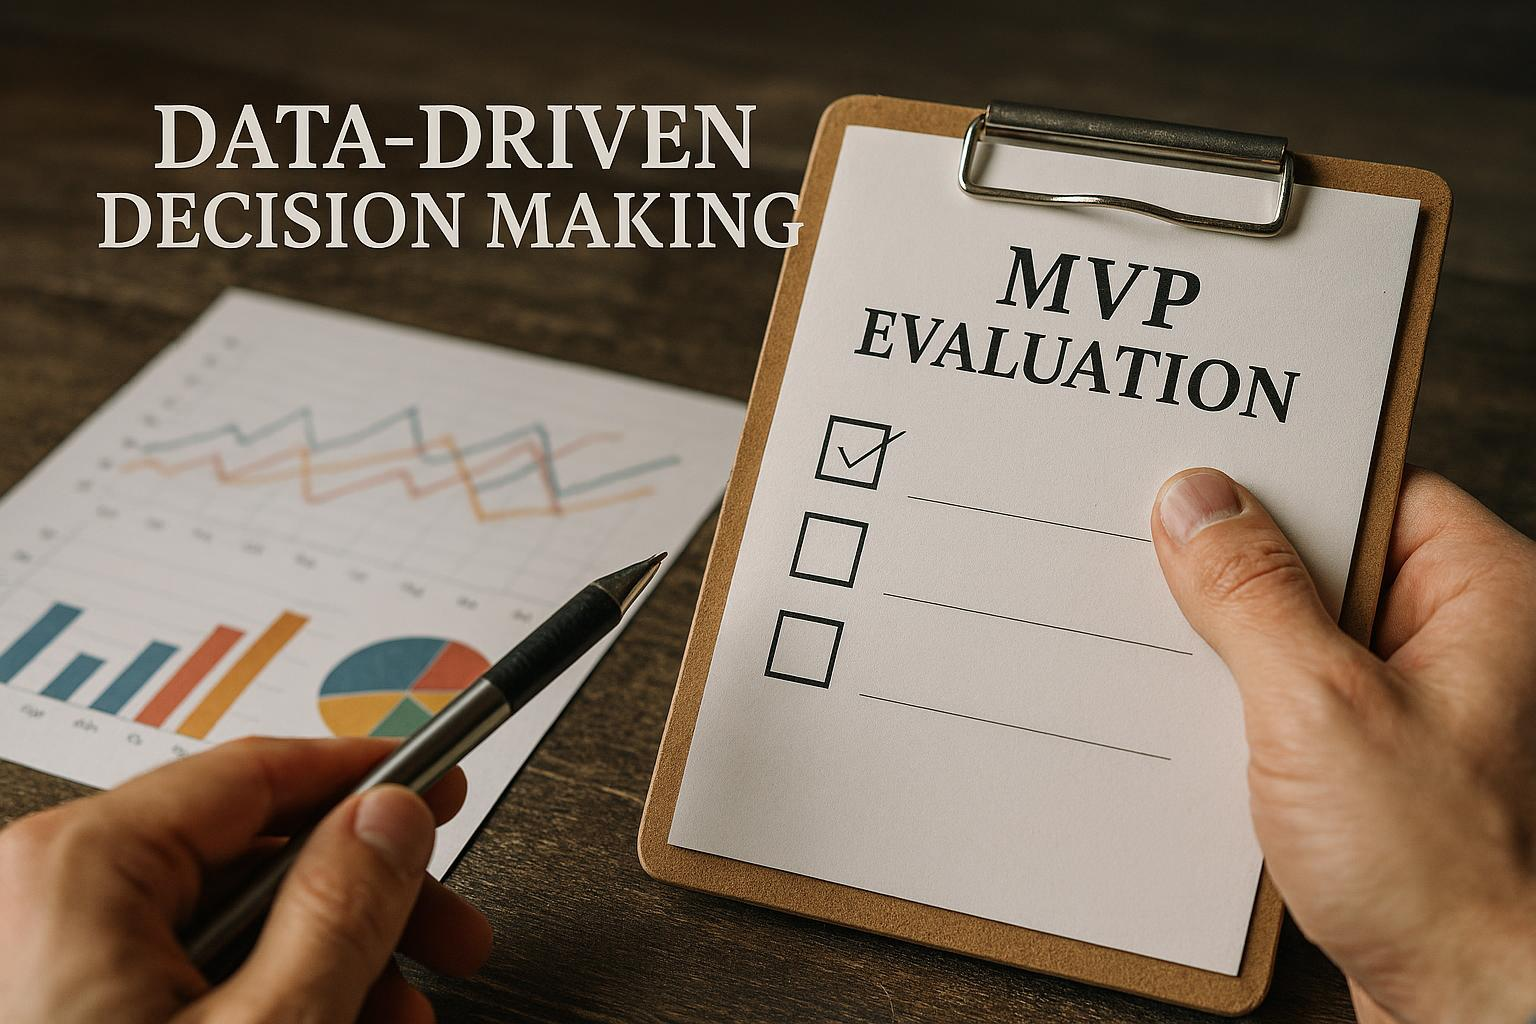 DATA-DRIVEN
DECISION MAKING
MVP
EVALUATION